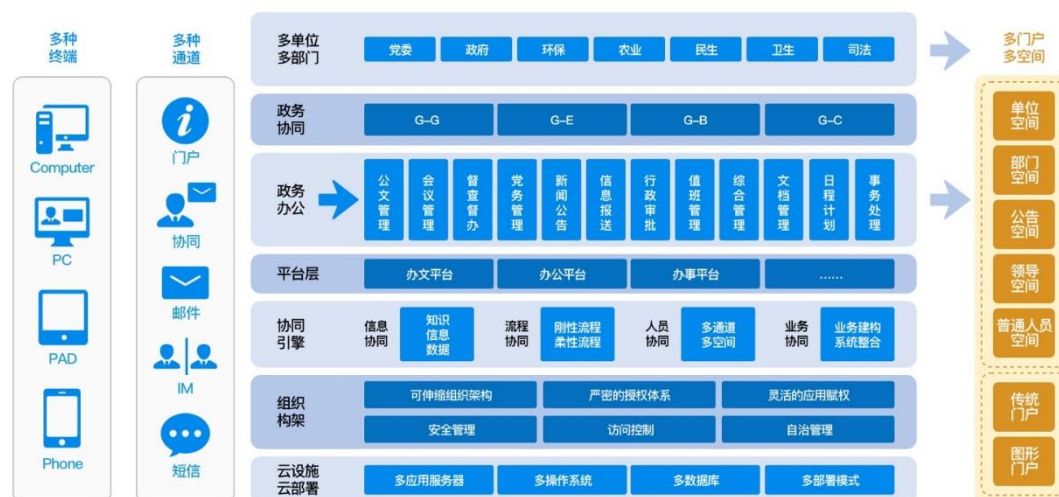 多种
终端
Computer
PC
PAD
Phone
多种
通道
门户
协同
邮件
IM
短信
多单位
多部门
党委
政府
环保
农业
民生
卫生
司法
政务
协同
G–G
G–E
G–B
G–C
政务
办公
公文管理
会议管理
督查督办
党务管理
新闻公告
信息报送
行政审批
值班管理
综合管理
文档管理
日程计划
事务处理
平台层
办文平台
办公平台
办事平台
......
协同
引擎
信息
协同
知识
信息
数据
流程
协同
刚性流程
柔性流程
人员
协同
多通道
多空间
业务
协同
业务建构
系统整合
组织
构架
可伸缩组织架构
严密的授权体系
灵活的应用赋权
安全管理
访问控制
自治管理
云设施
云部署
多应用服务器
多操作系统
多数据库
多部署模式
多门户
多空间
单位
空间
部门
空间
公告
空间
领导
空间
普通人员
空间
传统
门户
图形
门户